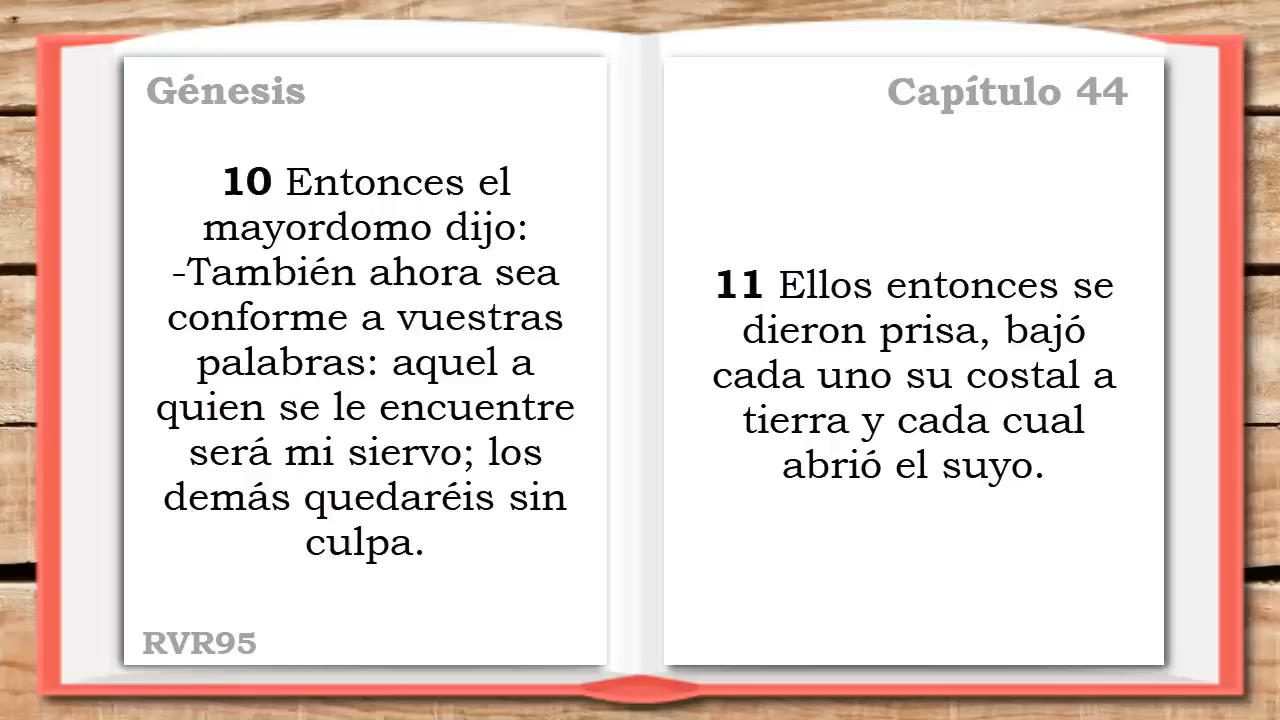 Génesis
10 Entonces el
mayordomo dijo:
-También ahora sea
conforme a vuestras
palabras: aquel a
quien se le encuentre
será mi siervo; los
demás quedaréis sin
culpa.
RVR95
Capítulo 44
11 Ellos entonces se
dieron prisa, bajó
cada uno su costal a
tierra y cada cual
abrió el suyo.